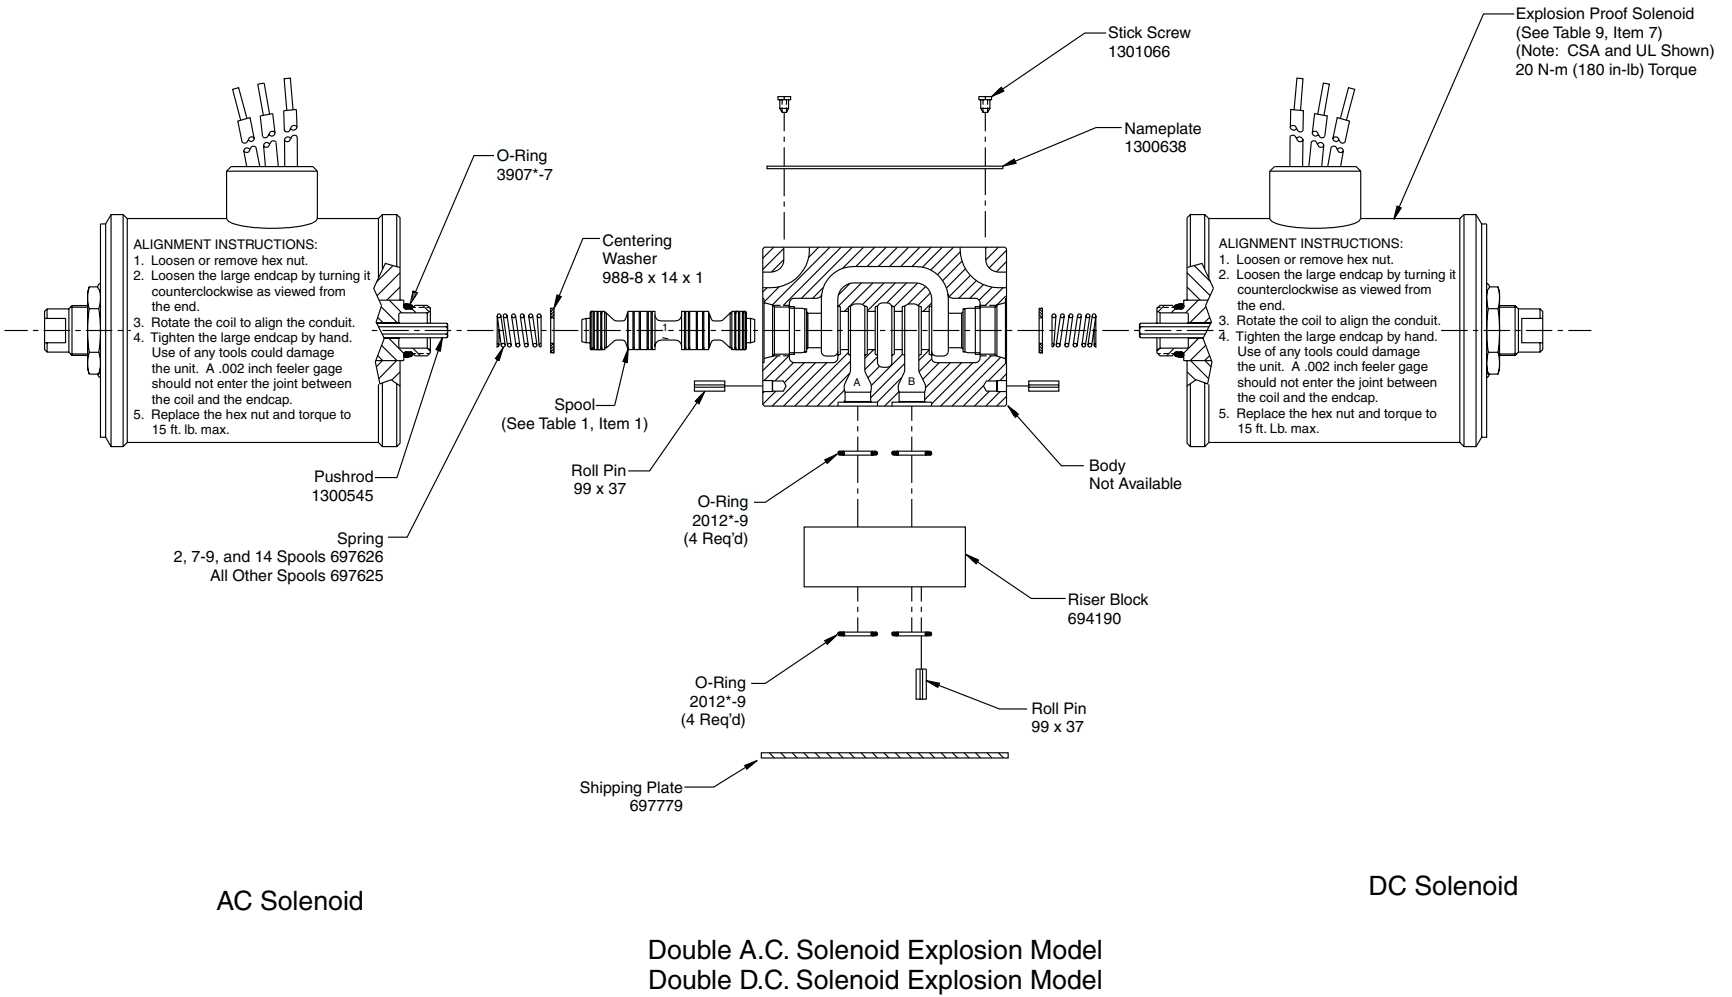 Explosion Proof Solenoid
(See Table 9, Item 7)
(Note: CSA and UL Shown)
20 N-m (180 in-lb) Torque
Stick Screw
1301066
Nameplate
1300638
O-Ring
3907*-7
Centering
Washer
988-8 x 14 x 1
ALIGNMENT INSTRUCTIONS:
1. Loosen or remove hex nut.
2. Loosen the large endcap by turning it
counterclockwise as viewed from
the end.
3. Rotate the coil to align the conduit.
4. Tighten the large endcap by hand.
Use of any tools could damage
the unit. A .002 inch feeler gage
should not enter the joint between
the coil and the endcap.
5. Replace the hex nut and torque to
15 ft. lb. max.
ALIGNMENT INSTRUCTIONS:
1. Loosen or remove hex nut.
2. Loosen the large endcap by turning it
counterclockwise as viewed from
the end.
3. Rotate the coil to align the conduit.
4. Tighten the large endcap by hand.
Use of any tools could damage
the unit. A .002 inch feeler gage
should not enter the joint between
the coil and the endcap.
5. Replace the hex nut and torque to
15 ft. Lb. max.
1
A
B
Spool
(See Table 1, Item 1)
Roll Pin
99 x 37
Pushrod
1300545
Body
Not Available
O-Ring
2012*-9
(4 Req'd)
Spring
2, 7-9, and 14 Spools 697626
All Other Spools 697625
Riser Block
694190
O-Ring
2012*-9
(4 Req'd)
Roll Pin
99 x 37
Shipping Plate
697779
AC Solenoid
DC Solenoid
Double A.C. Solenoid Explosion Model
Double D.C. Solenoid Explosion Model